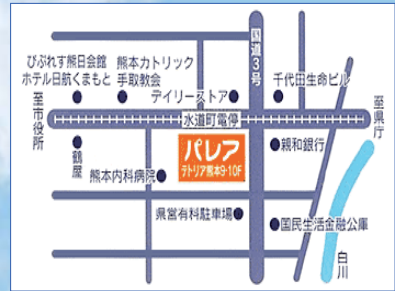 国道3号
びぷれす熊日会館
ホテル日航くまもと
熊本カトリック
手取教会
デイリーストア
千代田生命ビル
至市役所
水道町電停
至県庁
鶴屋
パレア
テトリア熊本9・10F
親和銀行
熊本内科病院
県営有料駐車場
国民生活金融公庫
白川